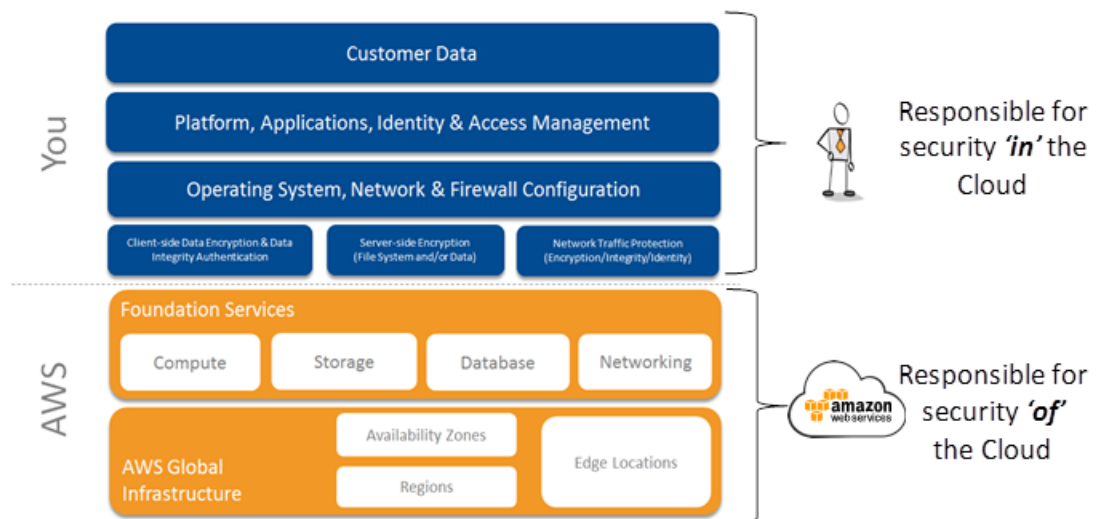 You
Customer Data
Platform, Applications, Identity & Access Management
Operating System, Network & Firewall Configuration
Client-side Data Encryption & Data
Integrity Authentication
Server-side Encryption
(File System and/or Data)
Network Traffic Protection
(Encryption/Integrity/Identity)
Responsible for
security ‘in’ the
Cloud
AWS
Foundation Services
Compute
Storage
Database
Networking
AWS Global
Infrastructure
Availability Zones
Regions
Edge Locations
amazon
web services
Responsible for
security ‘of’
the Cloud